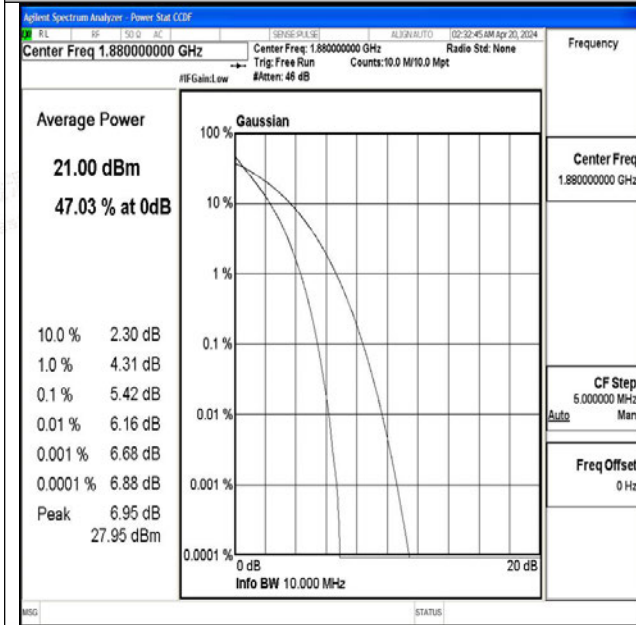 Agilent Spectrum Analyzer - Power Stat CCDF
RL RF 50 Ω AC SENSE:PULSE ALIGN AUTO 02:32:45 AM Apr 20, 2024
Center Freq 1.880000000 GHz
Center Freq: 1.880000000 GHz Radio Std: None
Trig: Free Run Counts:10.0 M/10.0 Mpt
#IFGain:Low #Atten: 46 dB
Frequency
Average Power
21.00 dBm
47.03 % at 0dB
10.0 % 2.30 dB
1.0 % 4.31 dB
0.1 % 5.42 dB
0.01 % 6.16 dB
0.001 % 6.68 dB
0.0001 % 6.88 dB
Peak 6.95 dB
27.95 dBm
Gaussian
100 %
10 %
1 %
0.1 %
0.01 %
0.001 %
0.0001 %
0 dB 20 dB
Info BW 10.000 MHz
Center Freq
1.880000000 GHz
CF Step
5.000000 MHz
Auto Man
Freq Offset
0 Hz
MSG STATUS